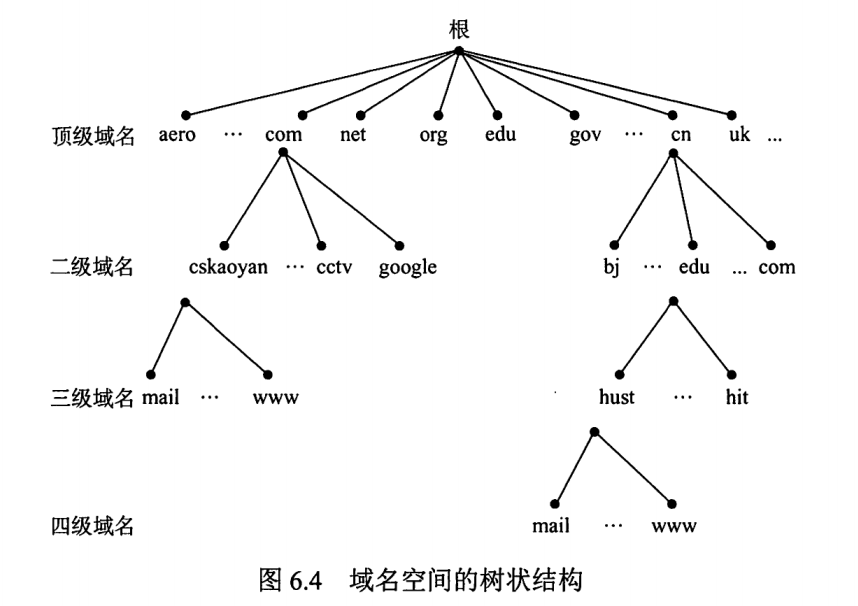 根
顶级域名 aero … com net org edu gov … cn uk ...
二级域名 cskaoyan … cctv google bj … edu ... com
三级域名 mail … www hust … hit
四级域名 mail … www
图 6.4 域名空间的树状结构